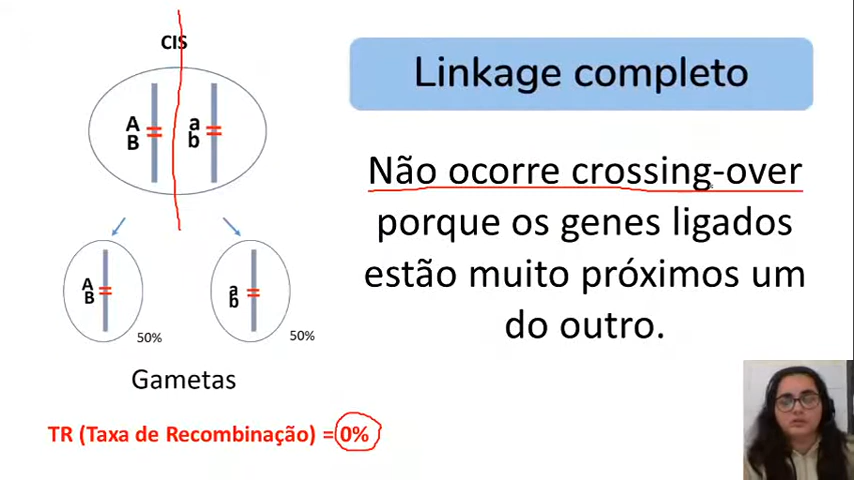 CIS
A
B
a
b
A
B
a
b
50%
50%
Gametas
TR (Taxa de Recombinação) = 0%
Linkage completo
Não ocorre crossing-over
porque os genes ligados
estão muito próximos um
do outro.